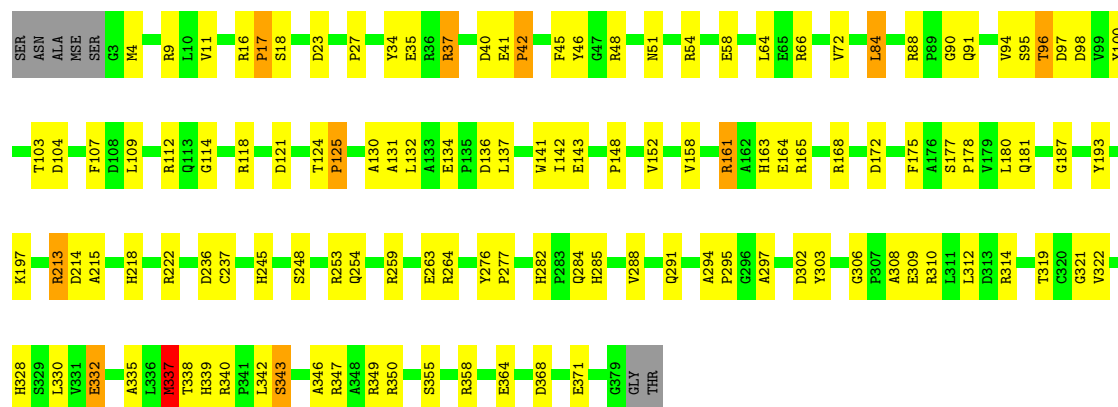 SER ASN ALA MSE SER G3 M4 R9 L10 V11 R16 P17 S18 D23 P27 Y34 E35 R36 R37 D40 E41 P42 F45 Y46 G47 R48 N51 R54 E58 L64 E65 R66 V72 L84 R88 P89 G90 Q91 V94 S95 T96 D97 D98 V99 Y100
T103 D104 F107 D108 L109 R112 Q113 G114 R118 D121 T124 P125 A130 A131 L132 A133 E134 P135 D136 L137 W141 I142 E143 P148 V152 V158 R161 A162 H163 E164 R165 R168 D172 F175 A176 S177 P178 V179 L180 Q181 G187 Y193
K197 R213 D214 A215 H218 R222 D236 C237 H245 S248 R253 Q254 R259 E263 R264 Y276 P277 H282 P283 Q284 H285 V288 Q291 A294 P295 G296 A297 D302 Y303 G306 P307 A308 E309 R310 L311 L312 D313 R314 T319 C320 G321 V322
H328 S329 L330 V331 E332 A335 L336 M337 T338 H339 R340 P341 L342 S343 A346 R347 A348 R349 R350 S355 R358 E364 D368 E371 G379 GLY THR